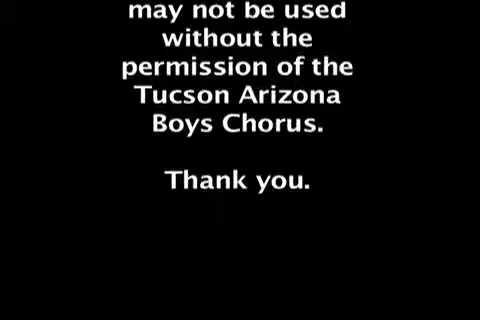 may not be used
without the
permission of the
Tucson Arizona
Boys Chorus.
Thank you.